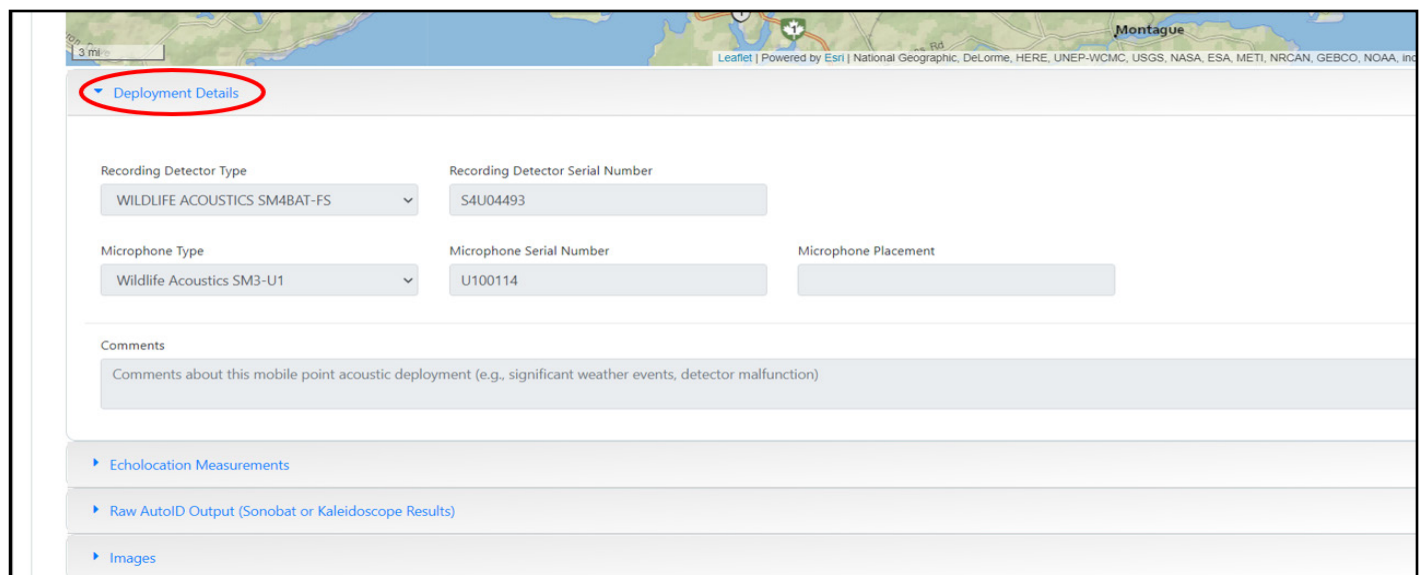 1
Montague
Rd
3 mi
Leaflet | Powered by Esri | National Geographic, DeLorme, HERE, UNEP-WCMC, USGS, NASA, ESA, METI, NRCAN, GEBCO, NOAA, inc
Deployment Details
Recording Detector Type Recording Detector Serial Number
WILDLIFE ACOUSTICS SM4BAT-FS S4U04493
Microphone Type Microphone Serial Number Microphone Placement
Wildlife Acoustics SM3-U1 U100114
Comments
Comments about this mobile point acoustic deployment (e.g., significant weather events, detector malfunction)
Echolocation Measurements
Raw AutoID Output (Sonobat or Kaleidoscope Results)
Images